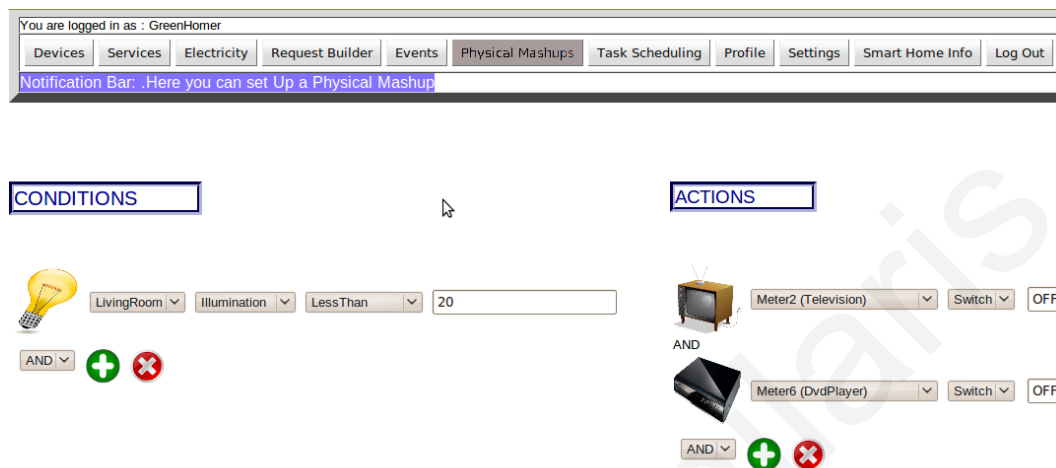 You are logged in as : GreenHomer
Devices Services Electricity Request Builder Events Physical Mashups Task Scheduling Profile Settings Smart Home Info Log Out
Notification Bar: .Here you can set Up a Physical Mashup
CONDITIONS
ACTIONS
LivingRoom Illumination LessThan 20
Meter2 (Television) Switch OFF
AND
AND
Meter6 (DvdPlayer) Switch OFF
AND